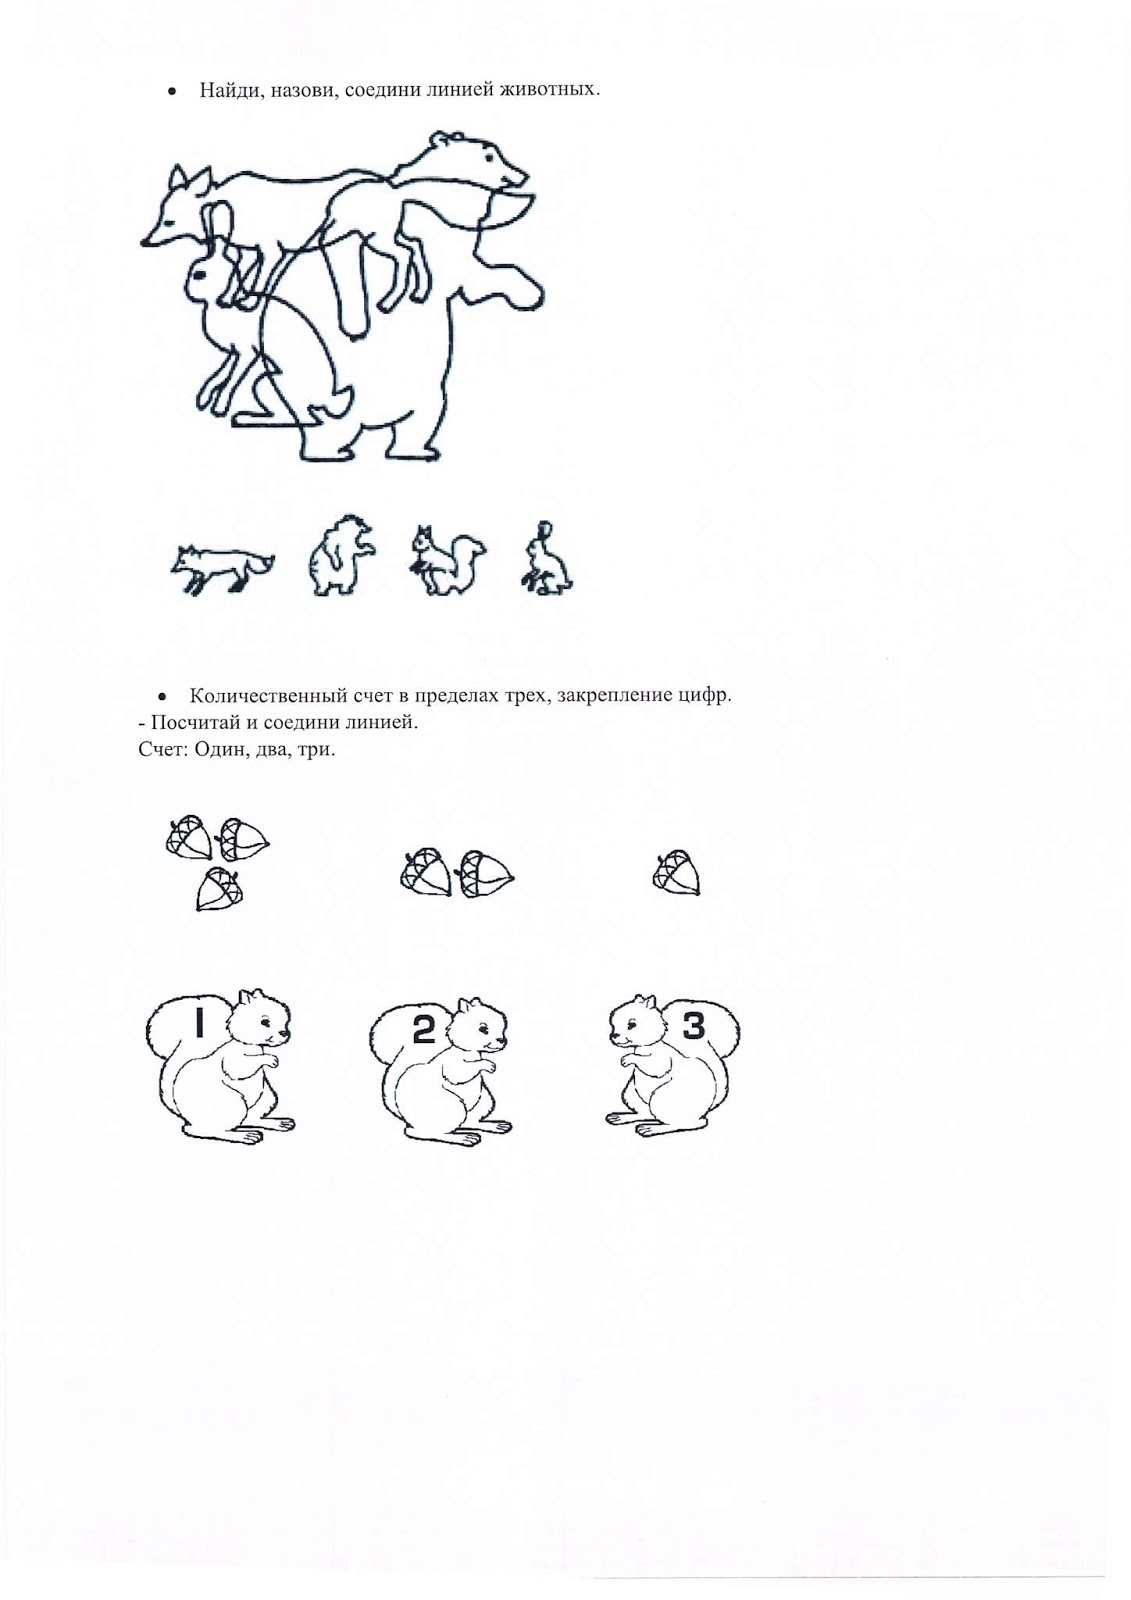 • Найди, назови, соедини линией животных.
• Количественный счет в пределах трех, закрепление цифр.
- Посчитай и соедини линией.
Счет: Один, два, три.
1 2 3